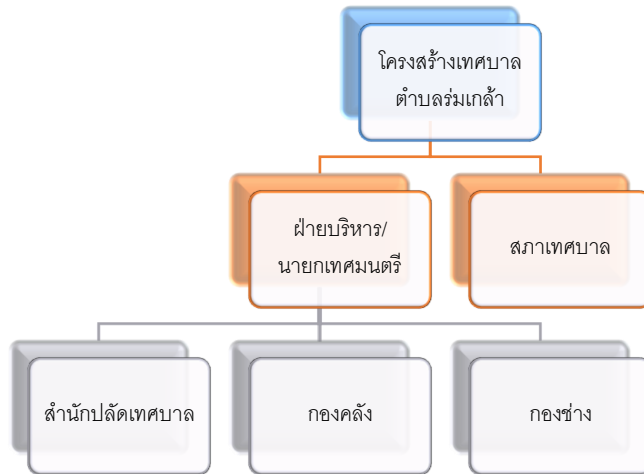 โครงสร้างเทศบาล
ตำบลร่มเกล้า
ฝ่ายบริหาร/
นายกเทศมนตรี
สภาเทศบาล
สำนักปลัดเทศบาล
กองคลัง
กองช่าง